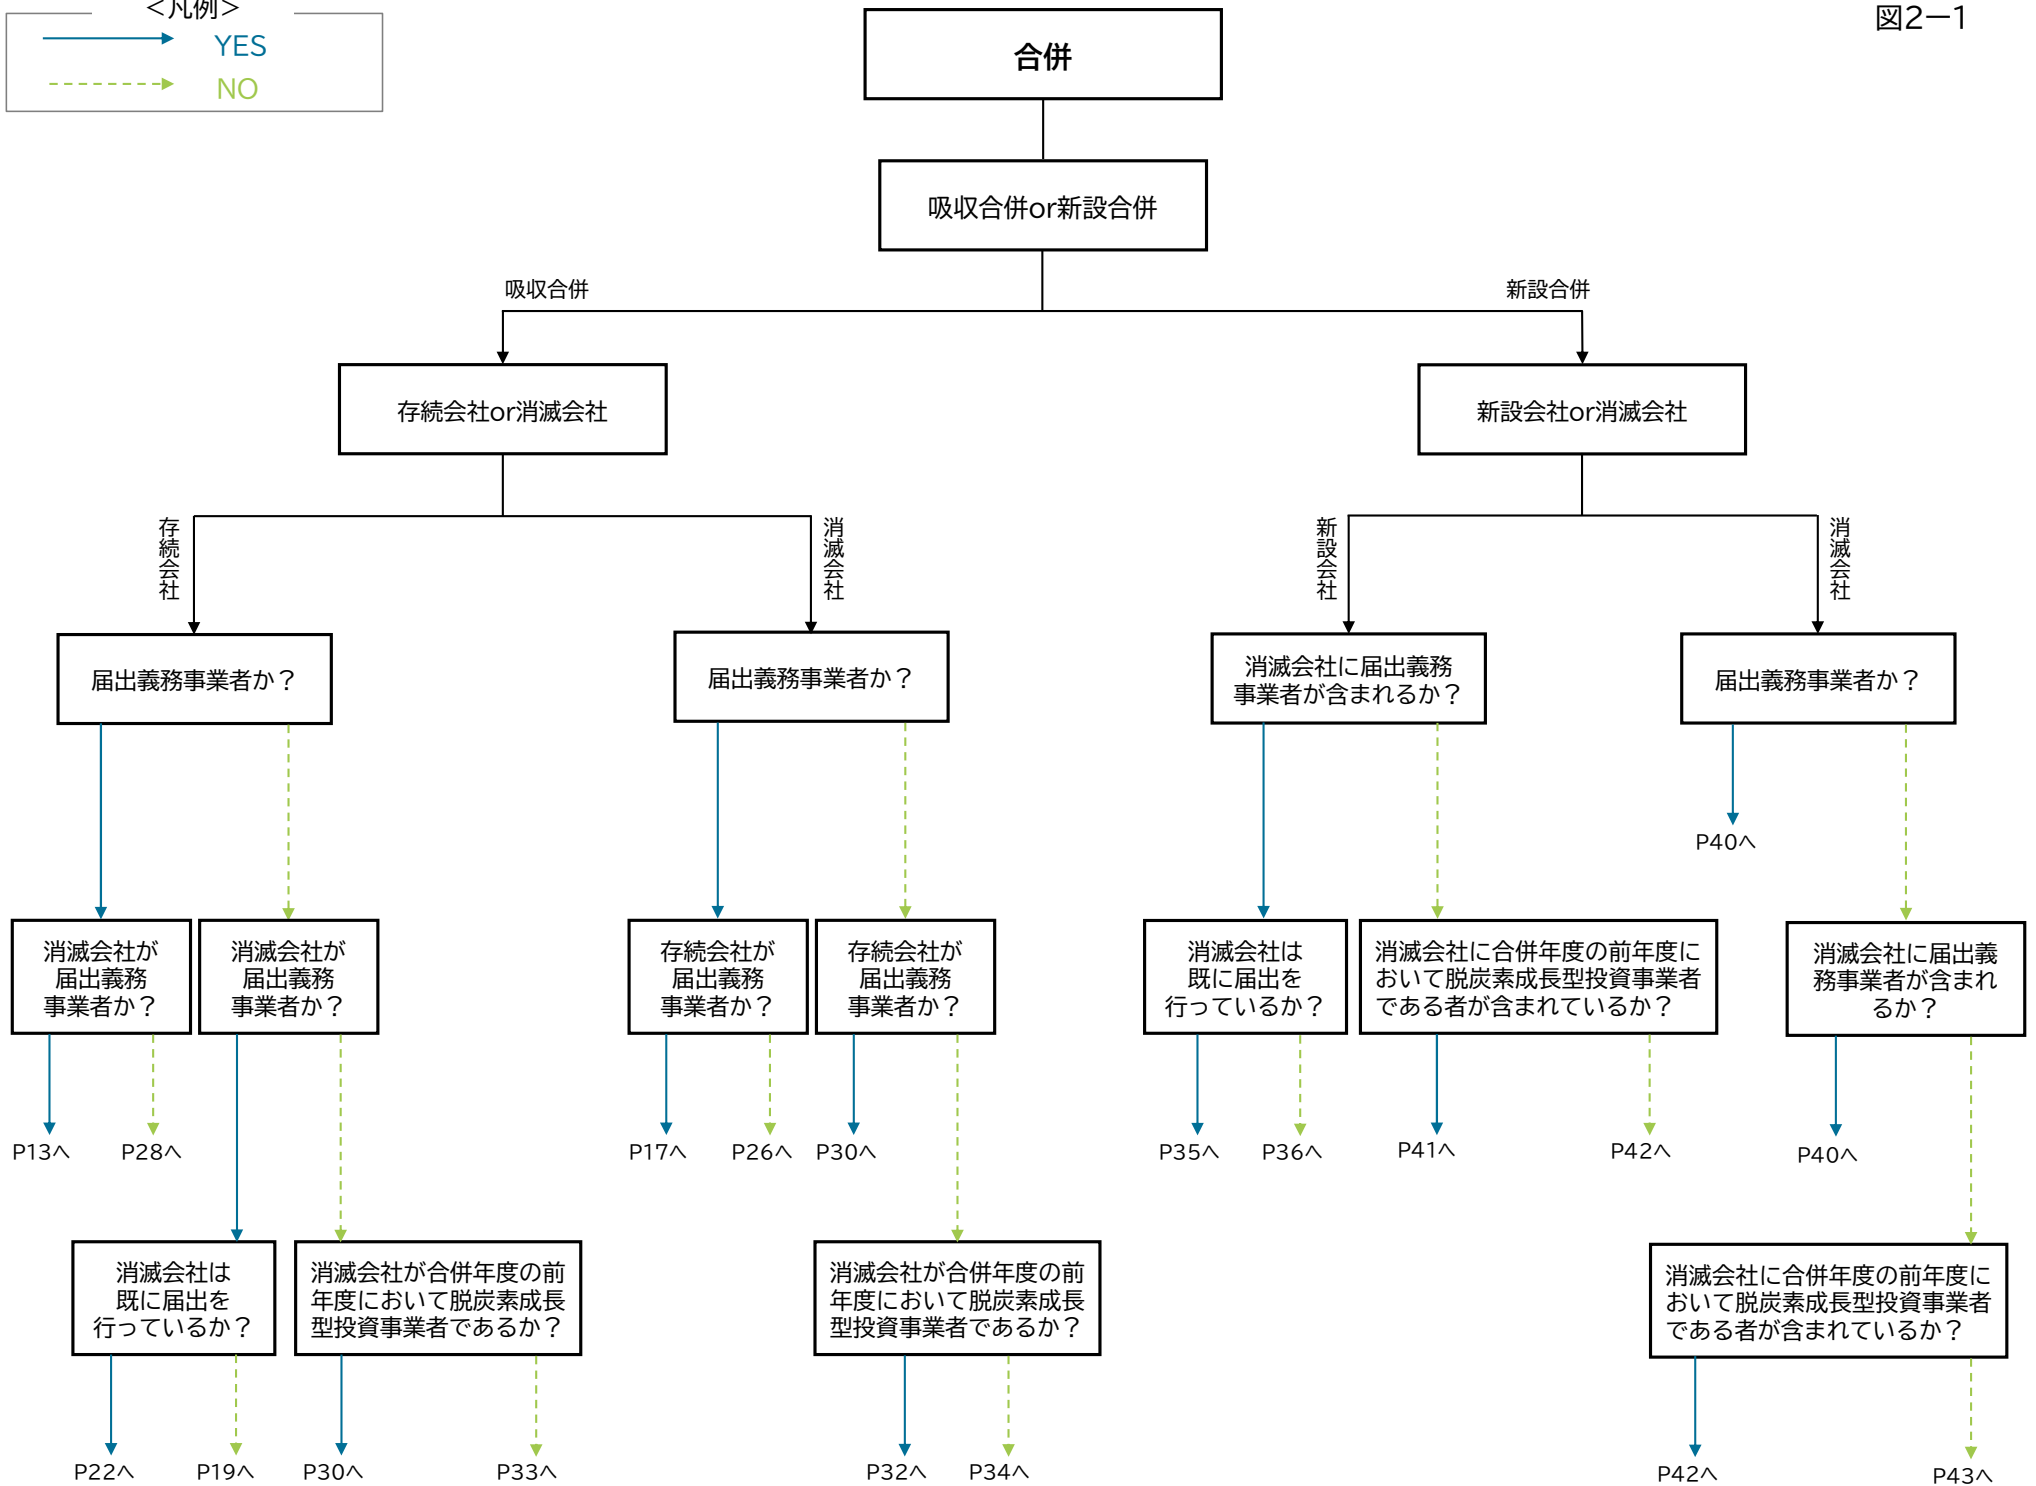 <凡例>
YES
NO
図2ー1
合併
吸収合併or新設合併
吸収合併
新設合併
存続会社or消滅会社
新設会社or消滅会社
存続会社
消滅会社
新設会社
消滅会社
届出義務事業者か？
届出義務事業者か？
消滅会社に届出義務
事業者が含まれるか？
届出義務事業者か？
P40へ
消滅会社が
届出義務
事業者か？
消滅会社が
届出義務
事業者か？
存続会社が
届出義務
事業者か？
存続会社が
届出義務
事業者か？
消滅会社は
既に届出を
行っているか？
消滅会社に合併年度の前年度に
おいて脱炭素成長型投資事業者
である者が含まれているか？
消滅会社に届出義
務事業者が含まれ
るか？
P13へ
P28へ
P17へ
P26へ
P30へ
P35へ
P36へ
P41へ
P42へ
P40へ
消滅会社は
既に届出を
行っているか？
消滅会社が合併年度の前
年度において脱炭素成長
型投資事業者であるか？
消滅会社が合併年度の前
年度において脱炭素成長
型投資事業者であるか？
消滅会社に合併年度の前年度に
おいて脱炭素成長型投資事業者
である者が含まれているか？
P22へ
P19へ
P30へ
P33へ
P32へ
P34へ
P42へ
P43へ